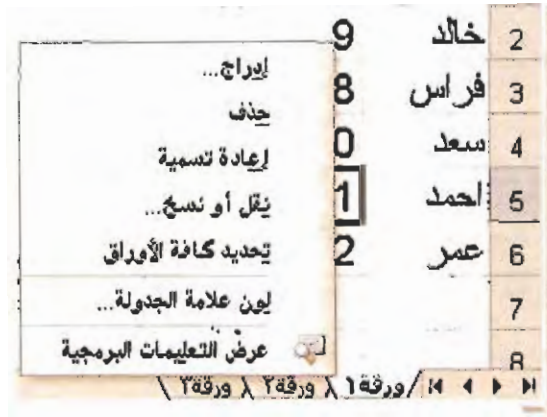 2 خالد 9
3 فراس 8
4 سعد 0
5 احمد 1
6 عمر 2
7
8
إدراج...
حذف
إعادة تسمية
نقل أو نسخ...
تحديد كافة الأوراق
لون علامة الجدولة...
عرض التعليمات البرمجية
ورقة١ ورقة٢ ورقة٣